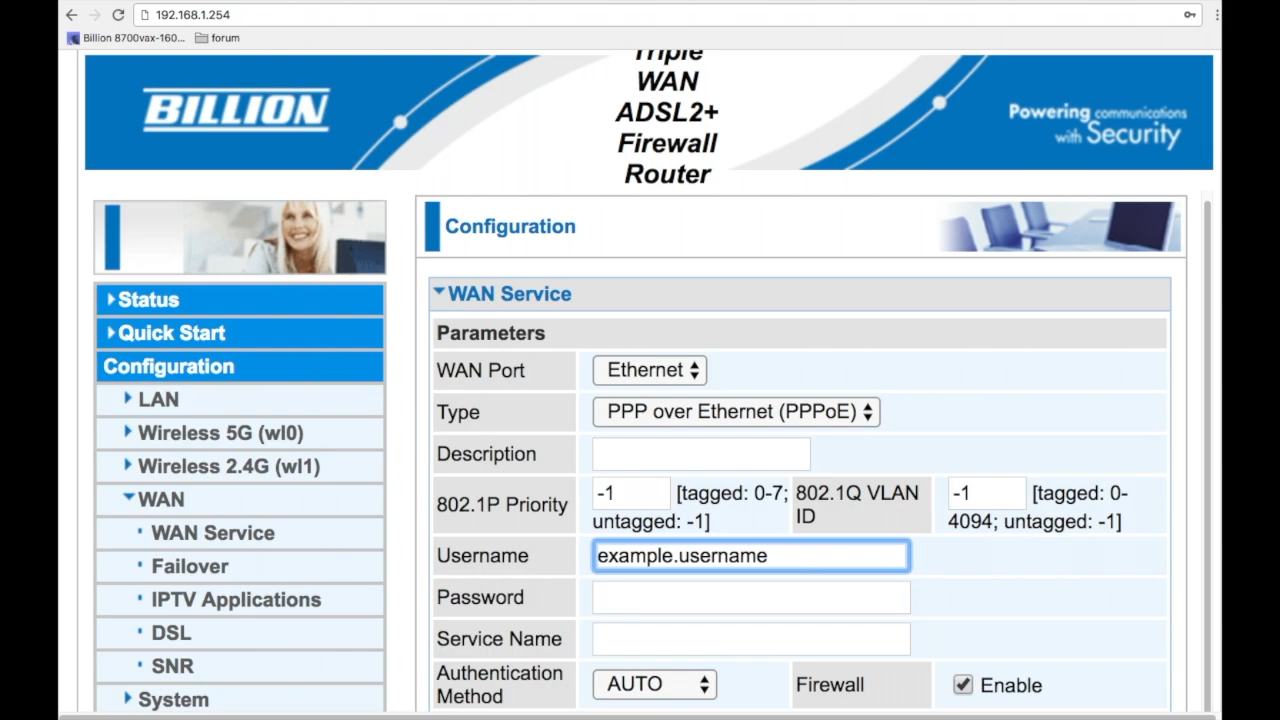 192.168.1.254
Billion 8700vax-160... forum
Triple
WAN
ADSL2+
Firewall
Router
BILLION
Powering communications
with Security
Status
Quick Start
Configuration
LAN
Wireless 5G (wl0)
Wireless 2.4G (wl1)
WAN
WAN Service
Failover
IPTV Applications
DSL
SNR
System
Configuration
WAN Service
Parameters
WAN Port Ethernet
Type PPP over Ethernet (PPPoE)
Description
802.1P Priority -1 [tagged: 0-7;
untagged: -1]
802.1Q VLAN
ID
-1 [tagged: 0-
4094; untagged: -1]
Username example.username
Password
Service Name
Authentication
Method
AUTO Firewall Enable